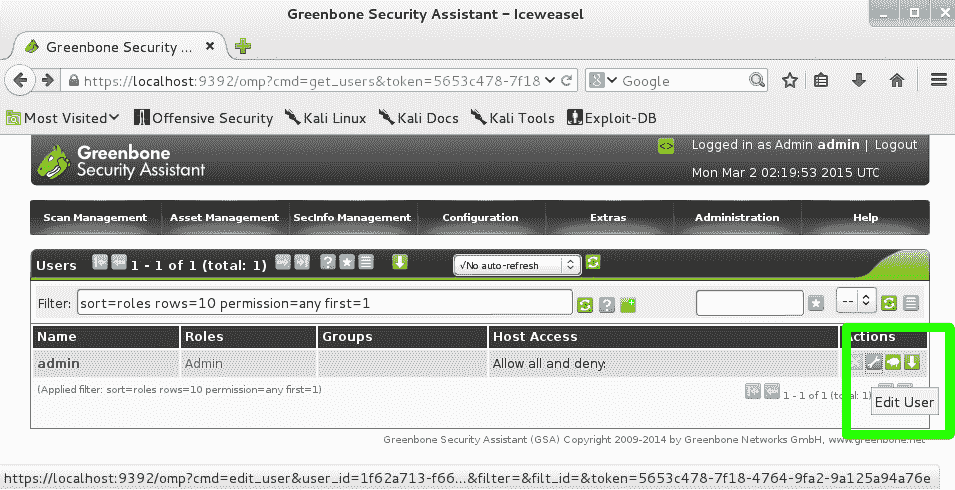 Greenbone Security Assistant - Iceweasel
Greenbone Security ...
https://localhost:9392/omp?cmd=get_users&token=5653c478-7f18
Google
Most Visited Offensive Security Kali Linux Kali Docs Kali Tools Exploit-DB
Greenbone
Security Assistant
Logged in as Admin admin | Logout
Mon Mar 2 02:19:53 2015 UTC
Scan Management Asset Management SecInfo Management Configuration Extras Administration Help
Users 1 - 1 of 1 (total: 1) √No auto-refresh
Filter: sort=roles rows=10 permission=any first=1 --
Name Roles Groups Host Access Actions
admin Admin Allow all and deny:
(Applied filter: sort=roles rows=10 permission=any first=1) 1 - 1 of 1 (total: 1)
Edit User
Greenbone Security Assistant (GSA) Copyright 2009-2014 by Greenbone Networks GmbH, www.greenbone.net
https://localhost:9392/omp?cmd=edit_user&user_id=1f62a713-f66...&filter=&filt_id=&token=5653c478-7f18-4764-9fa2-9a125a94a76e